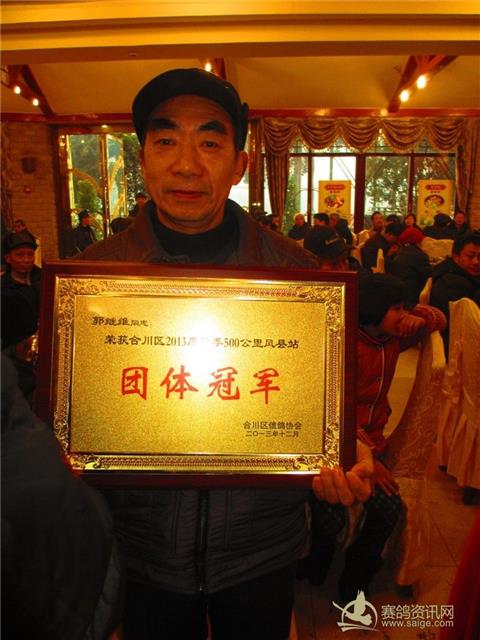 郭继维同志
荣获合川区2013度 季500公里凤县站
团体冠军
合川区信鸽协会
二〇一三年十二月
赛鸽资讯网
www.saige.com